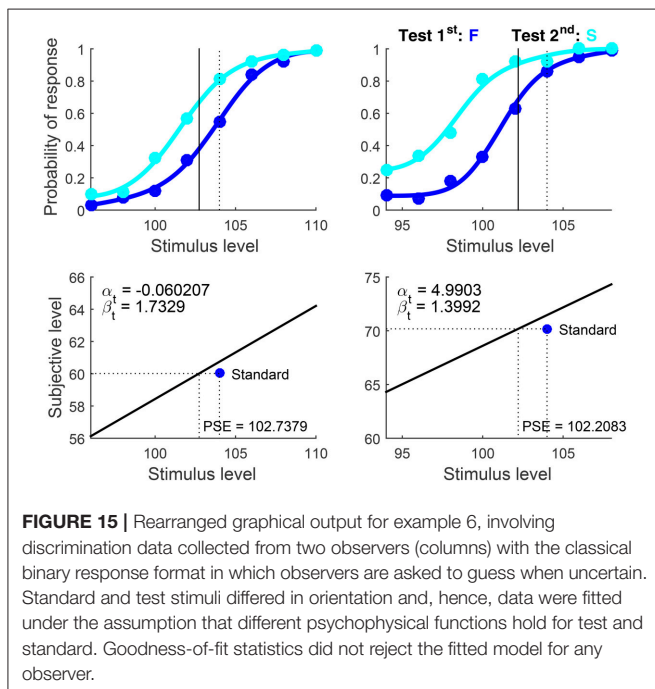 Test 1st: F Test 2nd: S
Probability of response
1
0.8
0.6
0.4
0.2
0
100 105 110
Stimulus level
1
0.8
0.6
0.4
0.2
0
95 100 105
Stimulus level
Subjective level
66
64
62
60
58
56
αt = -0.060207
βt = 1.7329
Standard
PSE = 102.7379
100 105 110
Stimulus level
75
70
65
60
αt = 4.9903
βt = 1.3992
Standard
PSE = 102.2083
95 100 105
Stimulus level
FIGURE 15 | Rearranged graphical output for example 6, involving
discrimination data collected from two observers (columns) with the classical
binary response format in which observers are asked to guess when uncertain.
Standard and test stimuli differed in orientation and, hence, data were fitted
under the assumption that different psychophysical functions hold for test and
standard. Goodness-of-fit statistics did not reject the fitted model for any
observer.